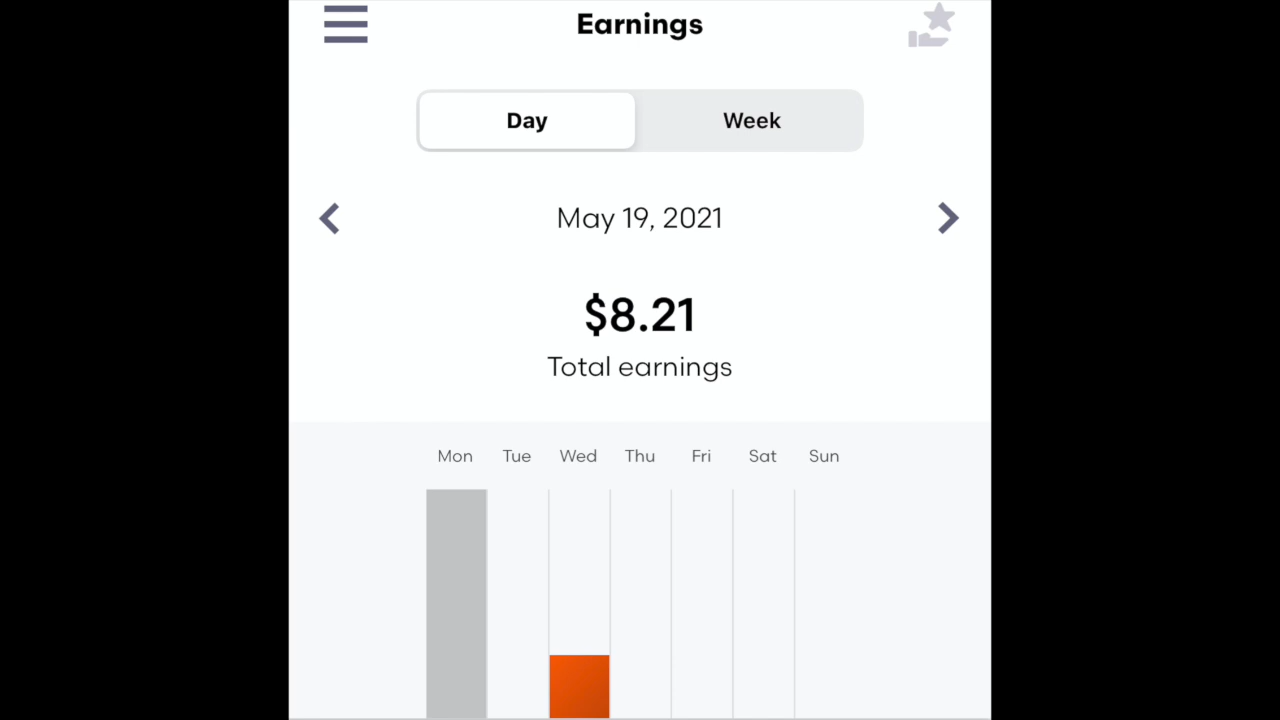 Earnings
Day Week
May 19, 2021
$8.21
Total earnings
Mon Tue Wed Thu Fri Sat Sun